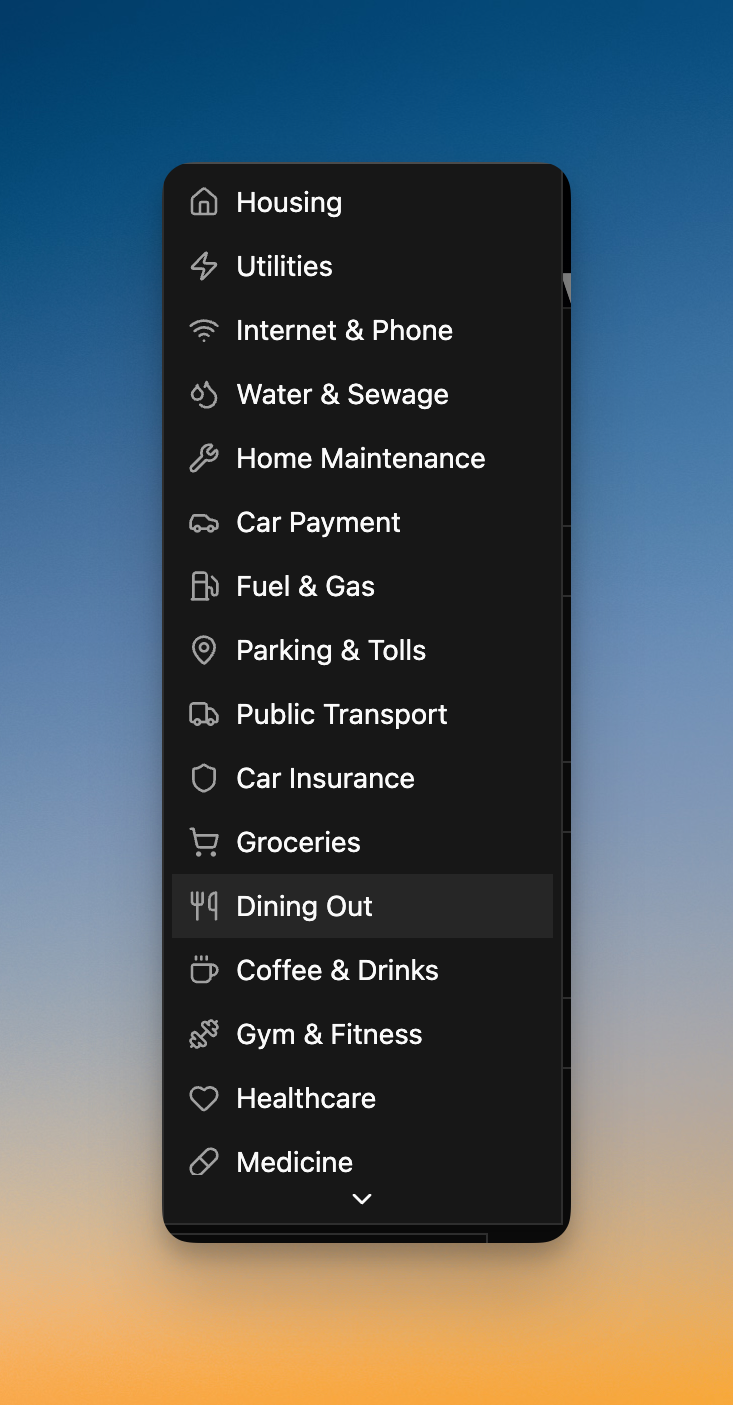 Housing
Utilities
Internet & Phone
Water & Sewage
Home Maintenance
Car Payment
Fuel & Gas
Parking & Tolls
Public Transport
Car Insurance
Groceries
Dining Out
Coffee & Drinks
Gym & Fitness
Healthcare
Medicine